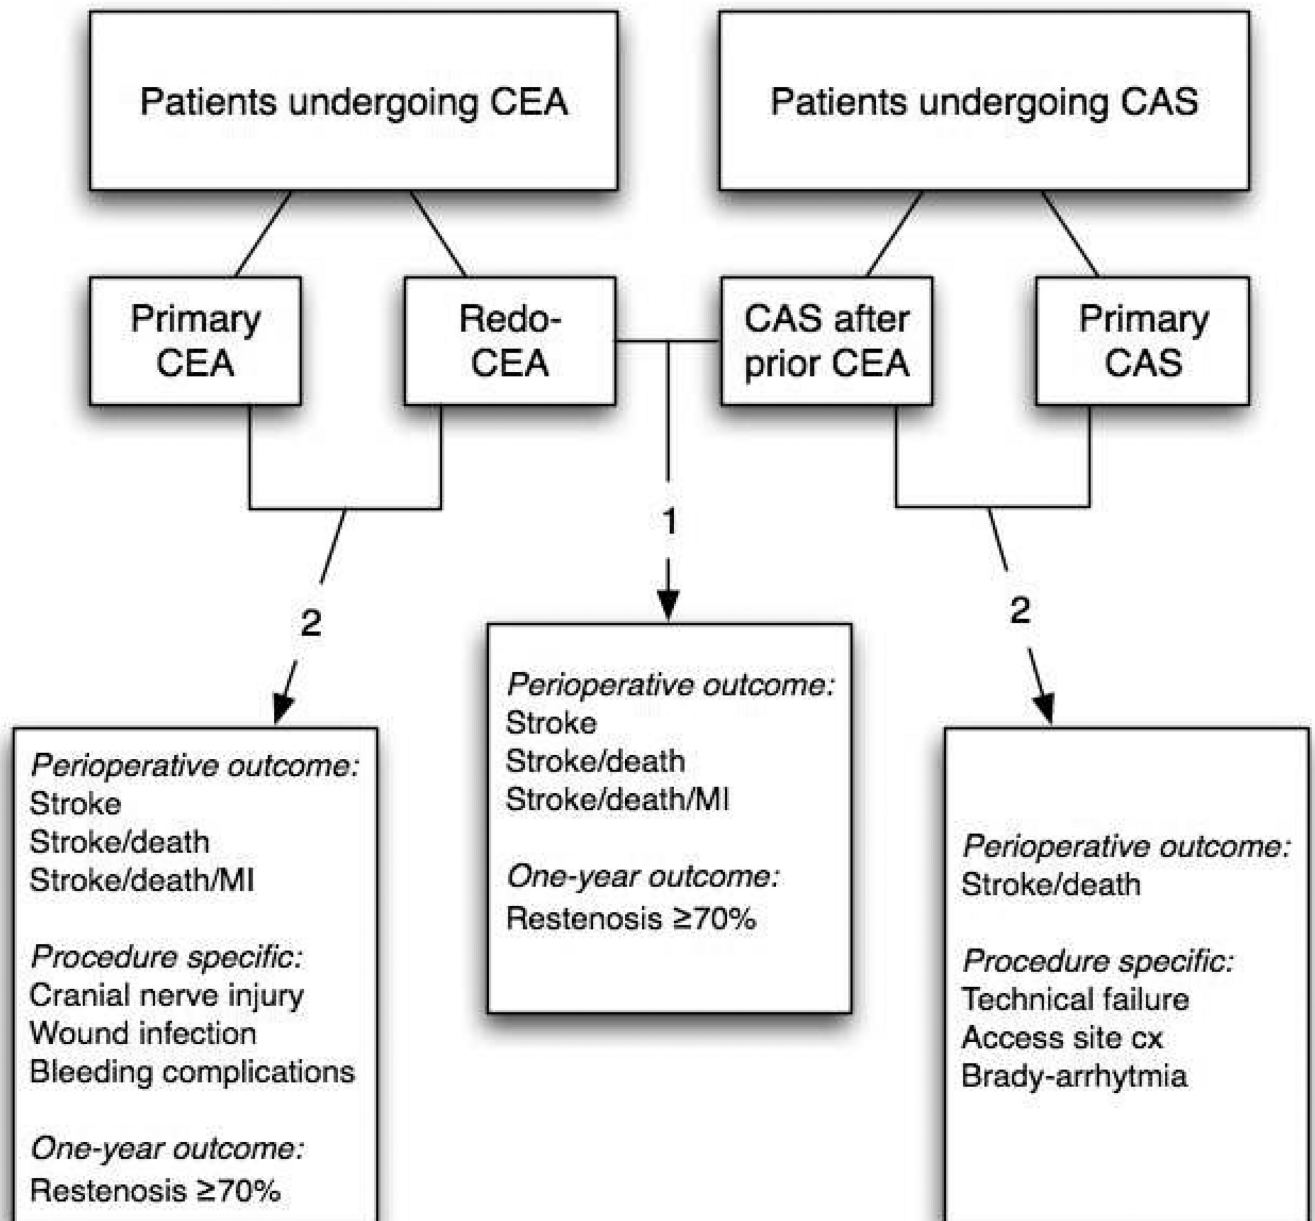 Patients undergoing CEA
Patients undergoing CAS
Primary
CEA
Redo-
CEA
CAS after
prior CEA
Primary
CAS
1
2
2
Perioperative outcome:
Stroke
Stroke/death
Stroke/death/MI
Procedure specific:
Cranial nerve injury
Wound infection
Bleeding complications
One-year outcome:
Restenosis ≥70%
Perioperative outcome:
Stroke
Stroke/death
Stroke/death/MI
One-year outcome:
Restenosis ≥70%
Perioperative outcome:
Stroke/death
Procedure specific:
Technical failure
Access site cx
Brady-arrhytmia